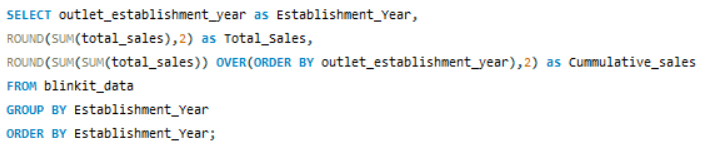 SELECT outlet_establishment_year as Establishment_Year,
ROUND(SUM(total_sales),2) as Total_Sales,
ROUND(SUM(SUM(total_sales)) OVER(ORDER BY outlet_establishment_year),2) as Cummulative_sales
FROM blinkit_data
GROUP BY Establishment_Year
ORDER BY Establishment_Year;